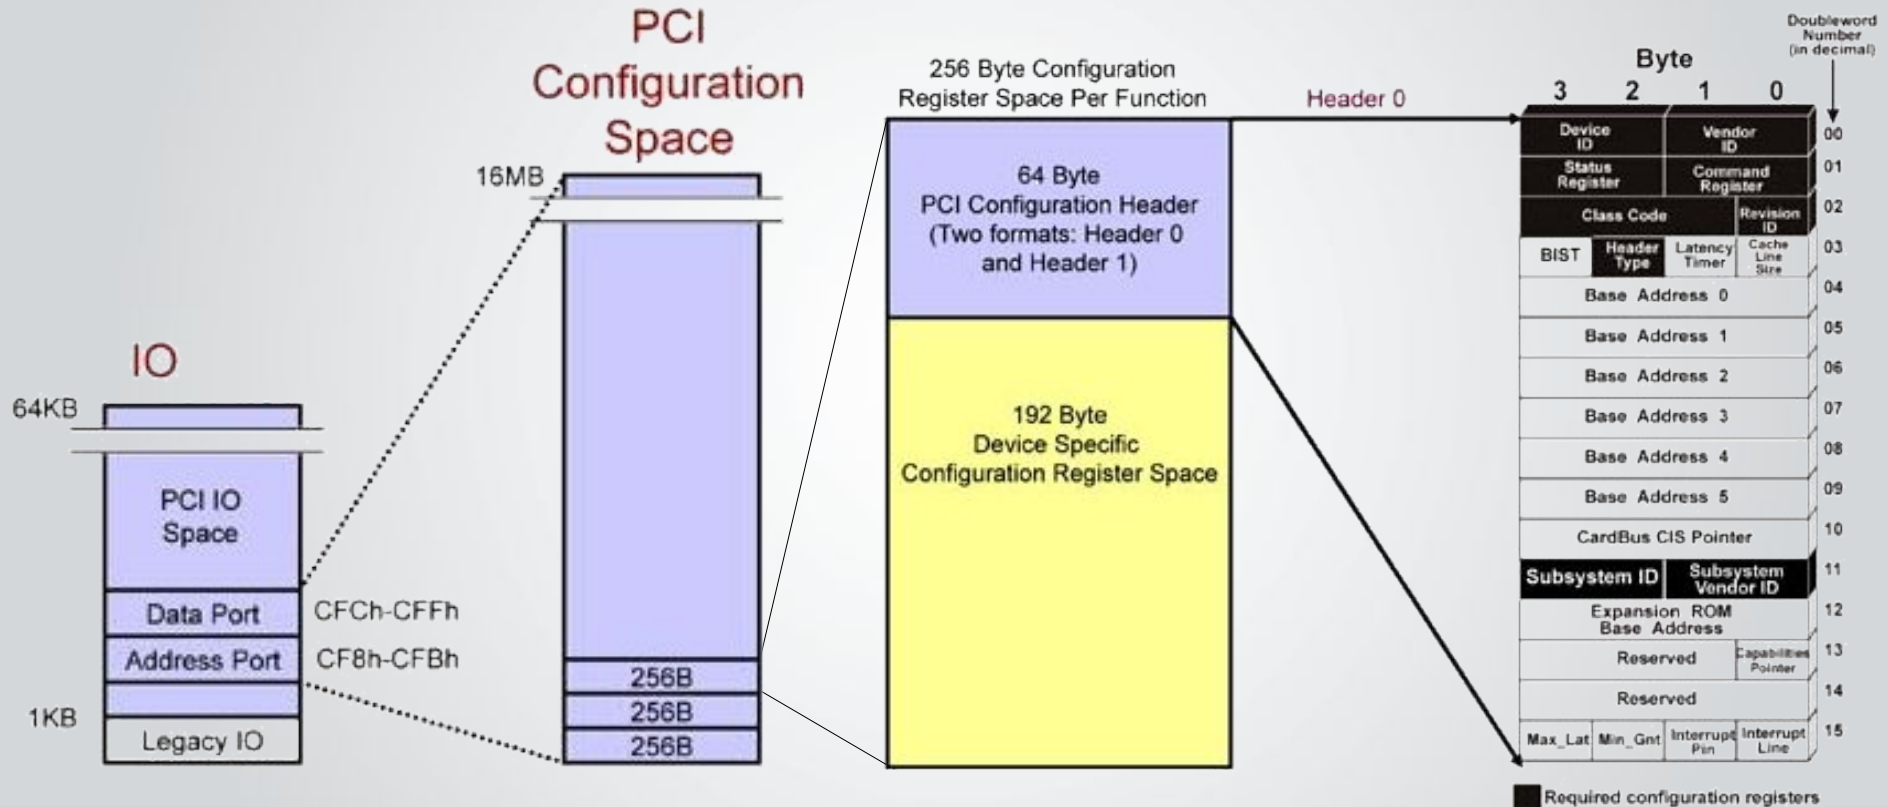 PCI
Configuration
Space
16MB
256B
256B
256B
IO
64KB
PCI IO
Space
Data Port
CFCh-CFFh
Address Port
CF8h-CFBh
1KB
Legacy IO
256 Byte Configuration
Register Space Per Function
64 Byte
PCI Configuration Header
(Two formats: Header 0
and Header 1)
192 Byte
Device Specific
Configuration Register Space
Header 0
Doubleword
Number
(in decimal)
Byte
3 2 1 0
Device
ID
Vendor
ID
00
Status
Register
Command
Register
01
Class Code
Revision
ID
02
BIST
Header
Type
Latency
Timer
Cache
Line
Size
03
Base Address 0
04
Base Address 1
05
Base Address 2
06
Base Address 3
07
Base Address 4
08
Base Address 5
09
CardBus CIS Pointer
10
Subsystem ID
Subsystem
Vendor ID
11
Expansion ROM
Base Address
12
Reserved
Capabilities
Pointer
13
Reserved
14
Max_Lat
Min_Gnt
Interrupt
Pin
Interrupt
Line
15
Required configuration registers